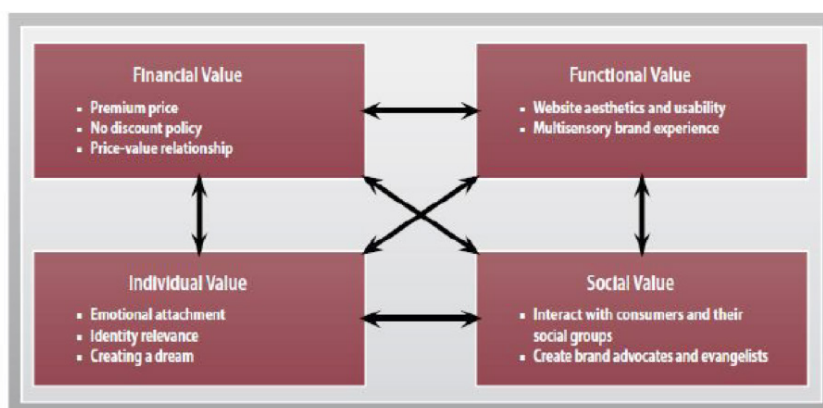 Financial Value
▪ Premium price
▪ No discount policy
▪ Price-value relationship
Functional Value
▪ Website aesthetics and usability
▪ Multisensory brand experience
Individual Value
▪ Emotional attachment
▪ Identity relevance
▪ Creating a dream
Social Value
▪ Interact with consumers and their
social groups
▪ Create brand advocates and evangelists